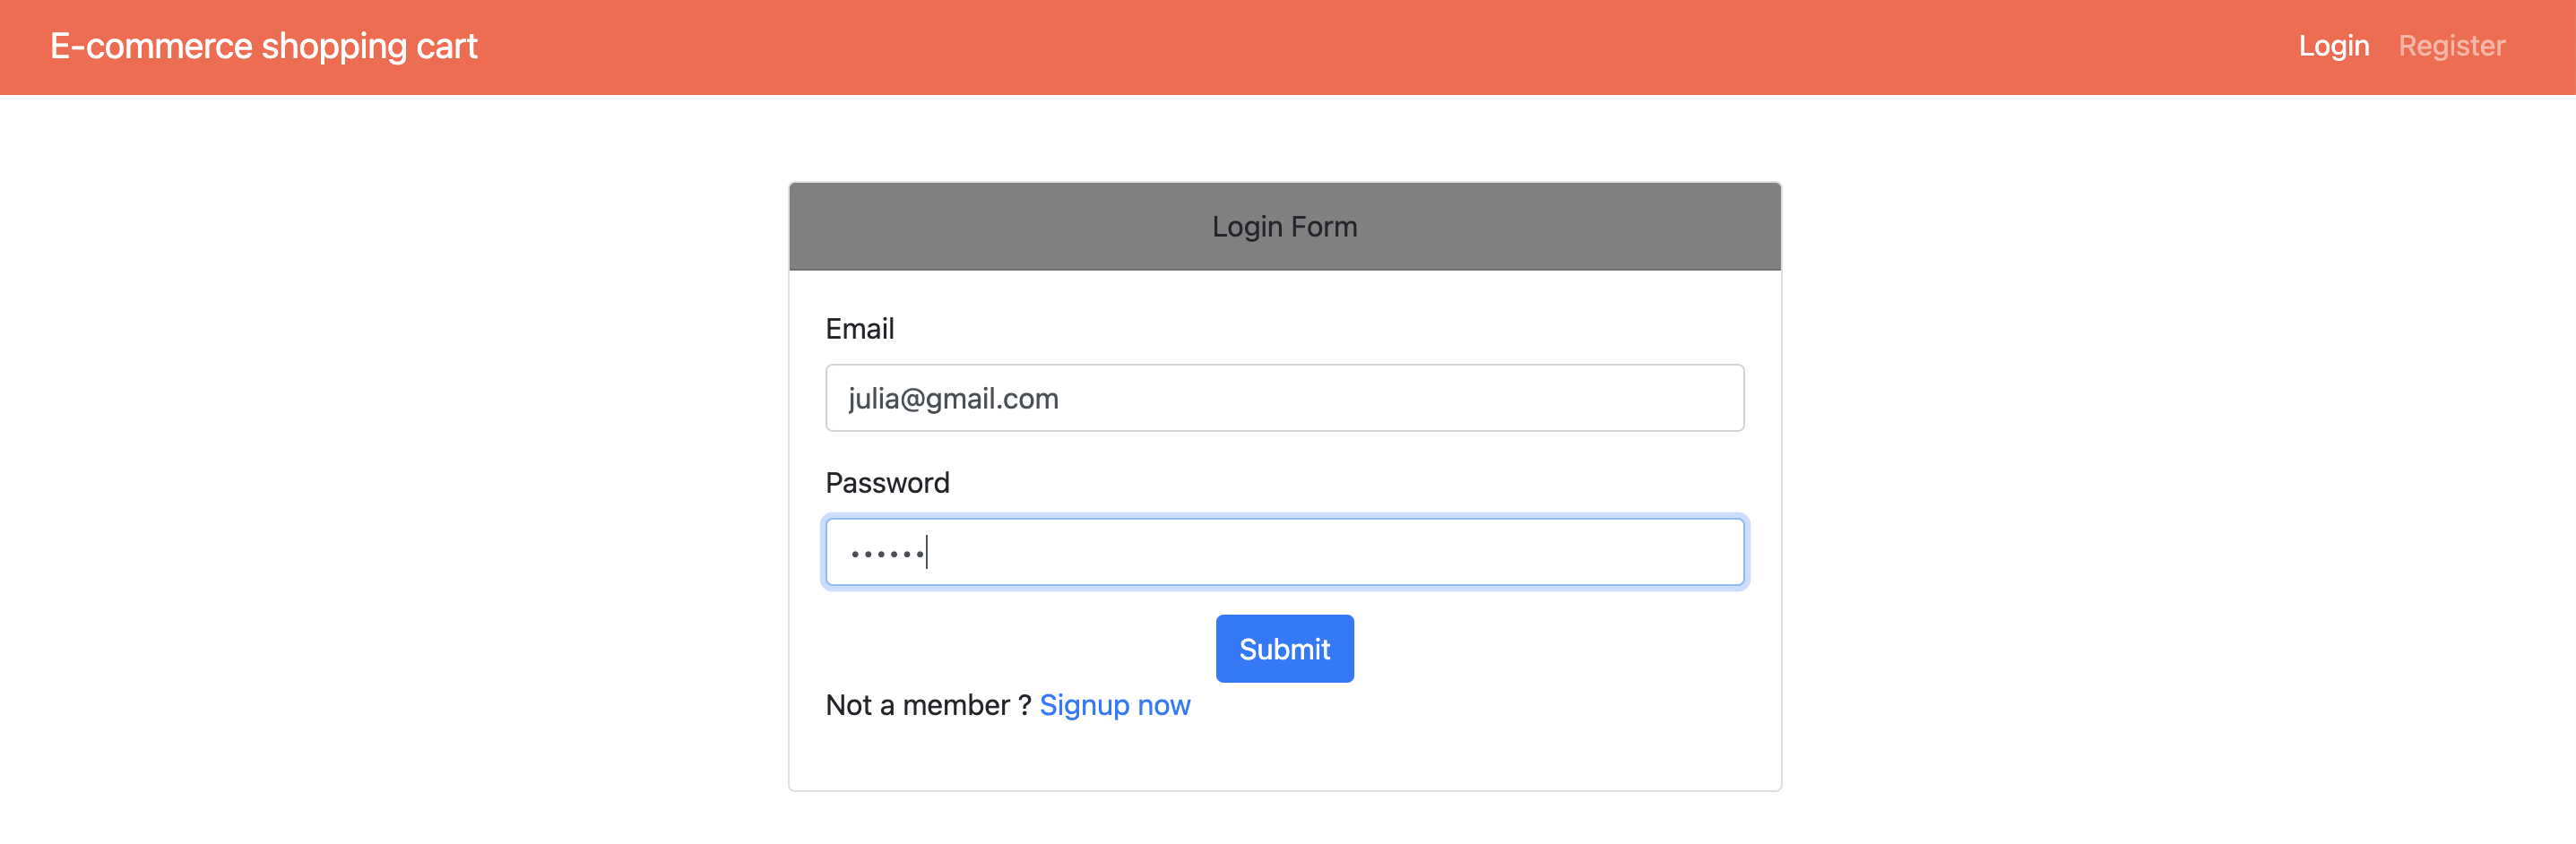 E-commerce shopping cart
Login Register
Login Form
Email
julia@gmail.com
Password
••••••
Submit
Not a member ? Signup now